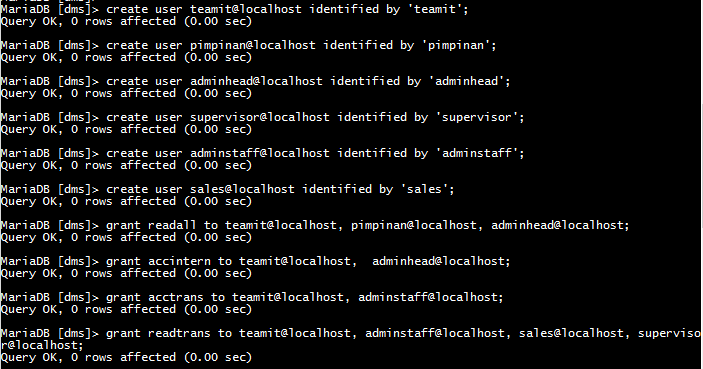 MariaDB [dms]> create user teamit@localhost identified by 'teamit';
Query OK, 0 rows affected (0.00 sec)
MariaDB [dms]> create user pimpinan@localhost identified by 'pimpinan';
Query OK, 0 rows affected (0.00 sec)
MariaDB [dms]> create user adminhead@localhost identified by 'adminhead';
Query OK, 0 rows affected (0.00 sec)
MariaDB [dms]> create user supervisor@localhost identified by 'supervisor';
Query OK, 0 rows affected (0.00 sec)
MariaDB [dms]> create user adminstaff@localhost identified by 'adminstaff';
Query OK, 0 rows affected (0.00 sec)
MariaDB [dms]> create user sales@localhost identified by 'sales';
Query OK, 0 rows affected (0.00 sec)
MariaDB [dms]> grant readall to teamit@localhost, pimpinan@localhost, adminhead@localhost;
Query OK, 0 rows affected (0.00 sec)
MariaDB [dms]> grant accintern to teamit@localhost,  adminhead@localhost;
Query OK, 0 rows affected (0.00 sec)
MariaDB [dms]> grant acctrans to teamit@localhost, adminstaff@localhost;
Query OK, 0 rows affected (0.00 sec)
MariaDB [dms]> grant readtrans to teamit@localhost, adminstaff@localhost, sales@localhost, superviso
r@localhost;
Query OK, 0 rows affected (0.00 sec)